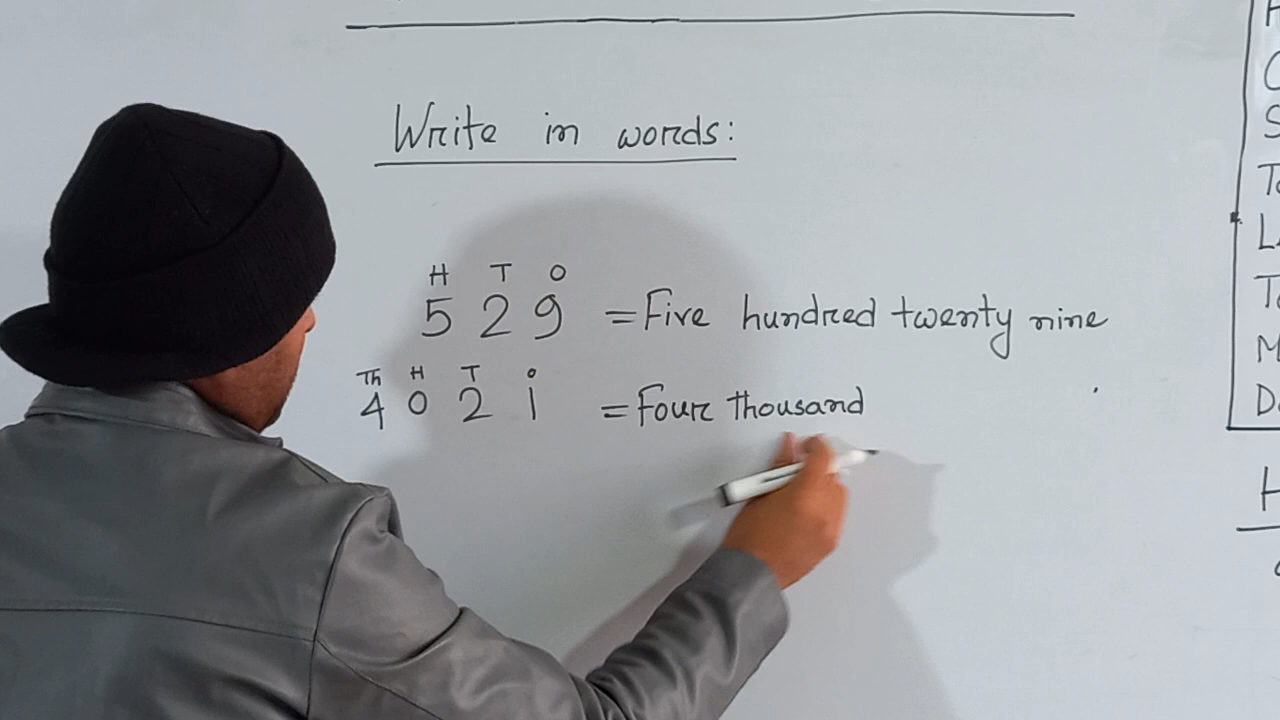 Write in words:
H T O
5 2 9 = Five hundred twenty nine
Th H T O
4 0 2 1 = Four thousand